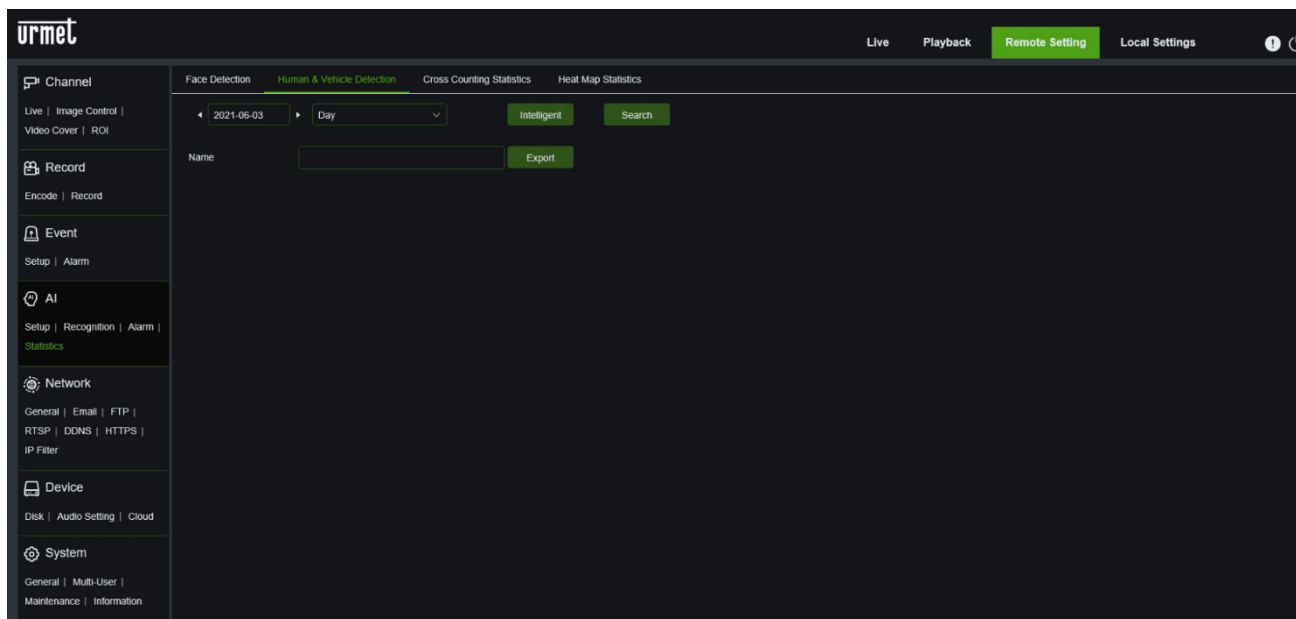 urmet
Live Playback Remote Setting Local Settings
Channel
Live | Image Control |
Video Cover | ROI
Record
Encode | Record
Event
Setup | Alarm
AI
Setup | Recognition | Alarm |
Statistics
Network
General | Email | FTP |
RTSP | DDNS | HTTPS |
IP Filter
Device
Disk | Audio Setting | Cloud
System
General | Multi-User |
Maintenance | Information
Face Detection Human & Vehicle Detection Cross Counting Statistics Heat Map Statistics
2021-06-03 Day Intelligent Search
Name Export